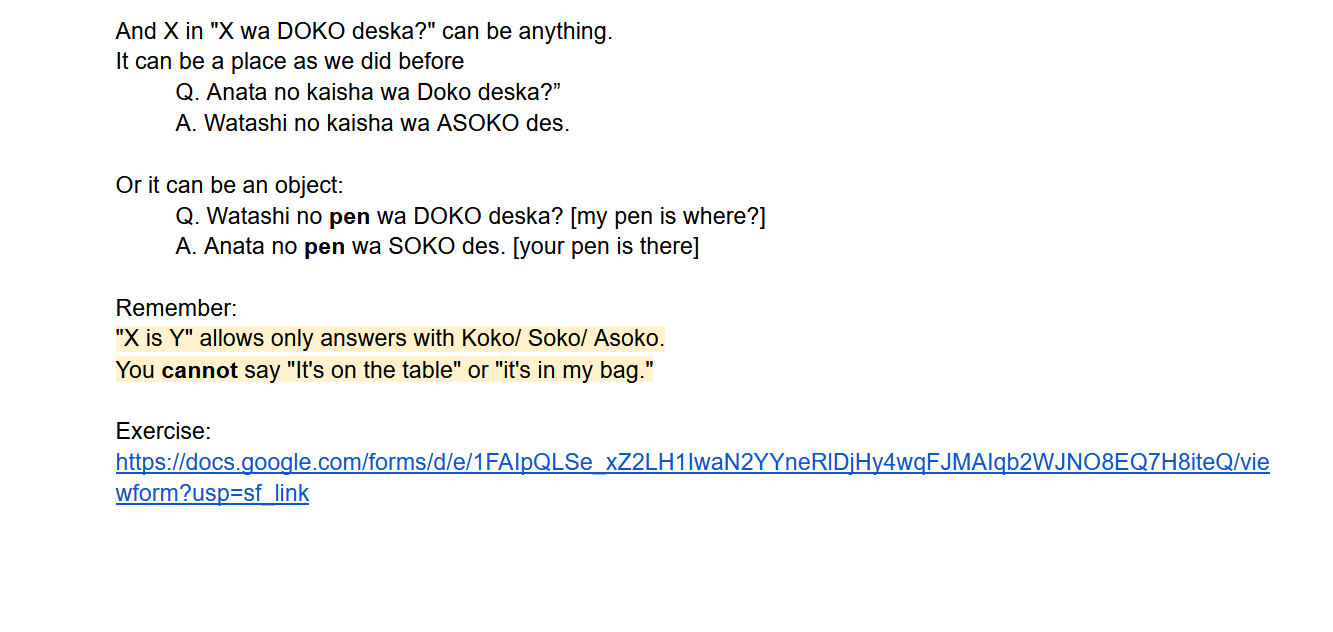 And X in "X wa DOKO deska?" can be anything.
It can be a place as we did before
Q. Anata no kaisha wa Doko deska?”
A. Watashi no kaisha wa ASOKO des.
Or it can be an object:
Q. Watashi no pen wa DOKO deska? [my pen is where?]
A. Anata no pen wa SOKO des. [your pen is there]
Remember:
"X is Y" allows only answers with Koko/ Soko/ Asoko.
You cannot say "It's on the table" or "it's in my bag."
Exercise:
https://docs.google.com/forms/d/e/1FAIpQLSe_xZ2LH1IwaN2YYneRlDjHy4wqFJMAIqb2WJNO8EQ7H8iteQ/vie
wform?usp=sf_link